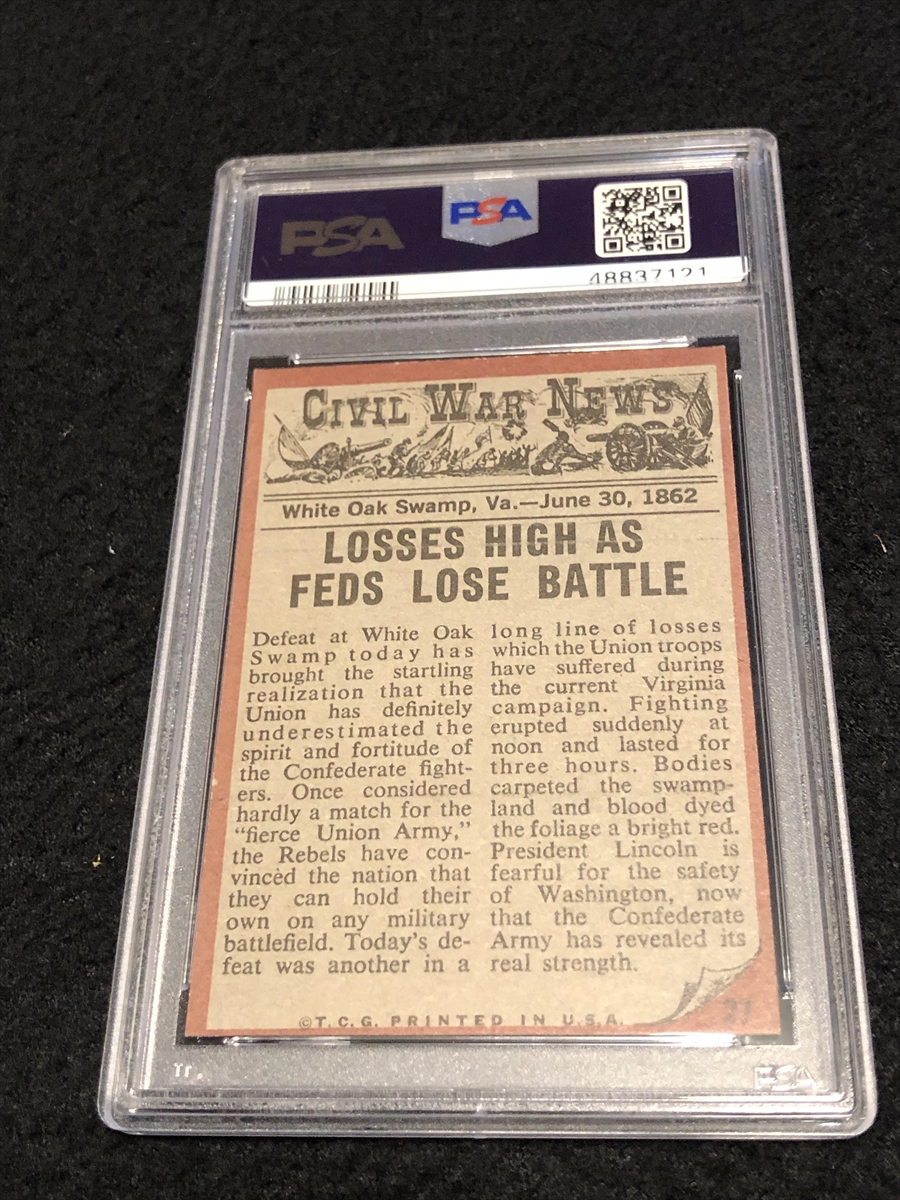 PSA
PSA
48837121
CIVIL WAR NEWS
White Oak Swamp, Va.—June 30, 1862
LOSSES HIGH AS
FEDS LOSE BATTLE
Defeat at White Oak
Swamp today has
brought the startling
realization that the
Union has definitely
underestimated the
spirit and fortitude of
the Confederate fight-
ers. Once considered
hardly a match for the
“fierce Union Army,”
the Rebels have con-
vinced the nation that
they can hold their
own on any military
battlefield. Today's de-
feat was another in a
long line of losses
which the Union troops
have suffered during
the current Virginia
campaign. Fighting
erupted suddenly at
noon and lasted for
three hours. Bodies
carpeted the swamp-
land and blood dyed
the foliage a bright red.
President Lincoln is
fearful for the safety
of Washington, now
that the Confederate
Army has revealed its
real strength.
©T.C.G. PRINTED IN U.S.A.
21
PSA